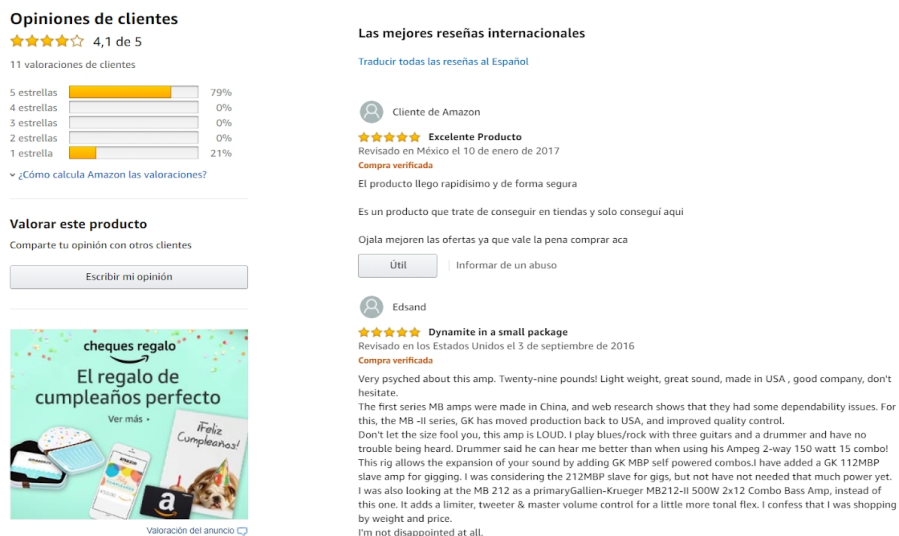 Opiniones de clientes
4,1 de 5
11 valoraciones de clientes
5 estrellas 79%
4 estrellas 0%
3 estrellas 0%
2 estrellas 0%
1 estrella 21%
¿Cómo calcula Amazon las valoraciones?
Valorar este producto
Comparte tu opinión con otros clientes
Escribir mi opinión
cheques regalo
El regalo de
cumpleaños perfecto
Ver más
¡Feliz
Cumpleaños!
a
Valoración del anuncio
Las mejores reseñas internacionales
Traducir todas las reseñas al Español
Cliente de Amazon
Excelente Producto
Revisado en México el 10 de enero de 2017
Compra verificada
El producto llego rapidisimo y de forma segura
Es un producto que trate de conseguir en tiendas y solo conseguí aqui
Ojala mejoren las ofertas ya que vale la pena comprar aca
Útil Informar de un abuso
Edsand
Dynamite in a small package
Revisado en los Estados Unidos el 3 de septiembre de 2016
Compra verificada
Very psyched about this amp. Twenty-nine pounds! Light weight, great sound, made in USA , good company, don't
hesitate.
The first series MB amps were made in China, and web research shows that they had some dependability issues. For
this, the MB -II series, GK has moved production back to USA, and improved quality control.
Don't let the size fool you, this amp is LOUD. I play blues/rock with three guitars and a drummer and have no
trouble being heard. Drummer said he can hear me better than when using his Ampeg 2-way 150 watt 15 combo!
This rig allows the expansion of your sound by adding GK MBP self powered combos.I have added a GK 112MBP
slave amp for gigging. I was considering the 212MBP slave for gigs, but not have not needed that much power yet.
I was also looking at the MB 212 as a primaryGallien-Krueger MB212-II 500W 2x12 Combo Bass Amp, instead of
this one. It adds a limiter, tweeter & master volume control for a little more tonal flex. I confess that I was shopping
by weight and price.
I'm not disappointed at all.